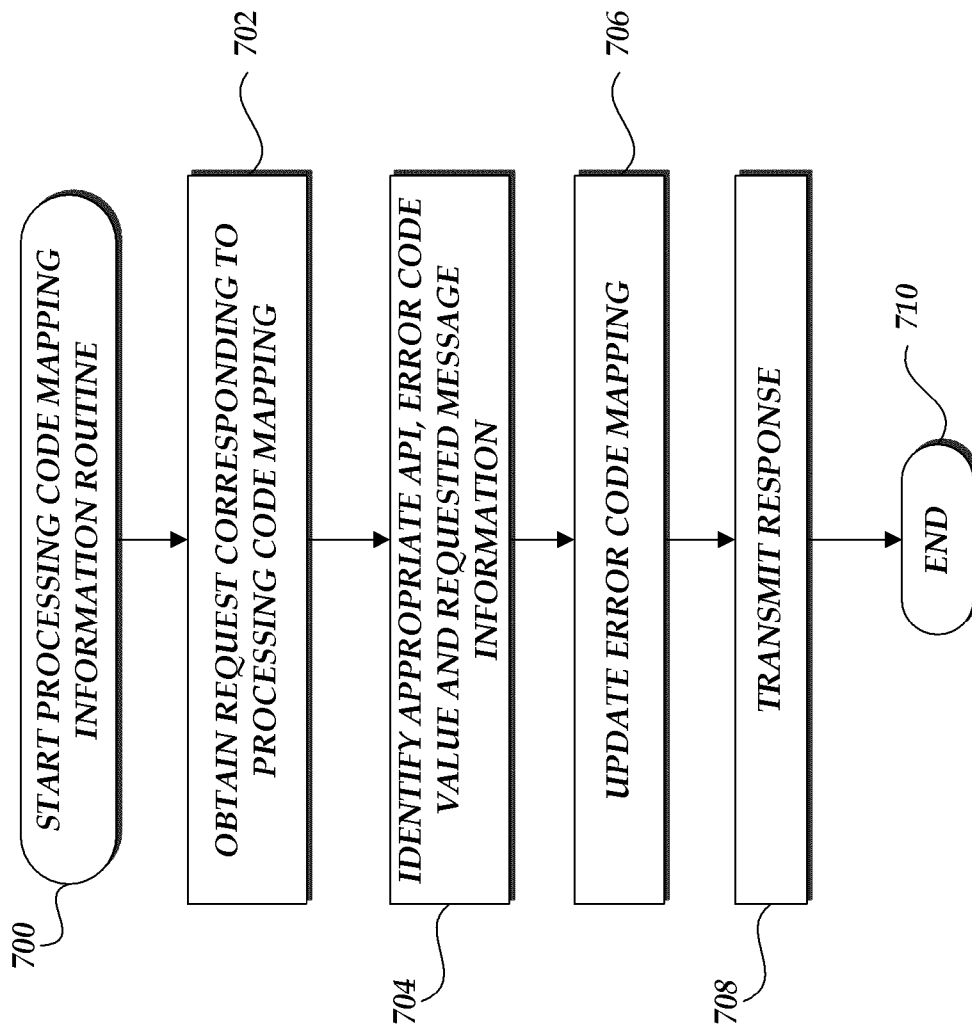 700
START PROCESSING CODE MAPPING
INFORMATION ROUTINE
702
OBTAIN REQUEST CORRESPONDING TO
PROCESSING CODE MAPPING
704
IDENTIFY APPROPRIATE API, ERROR CODE
VALUE AND REQUESTED MESSAGE
INFORMATION
706
UPDATE ERROR CODE MAPPING
708
TRANSMIT RESPONSE
710
END